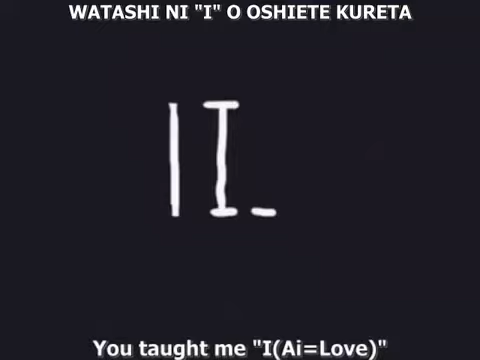 WATASHI NI "I" O OSHIETE KURETA
I I _
You taught me "I(Ai=Love)"